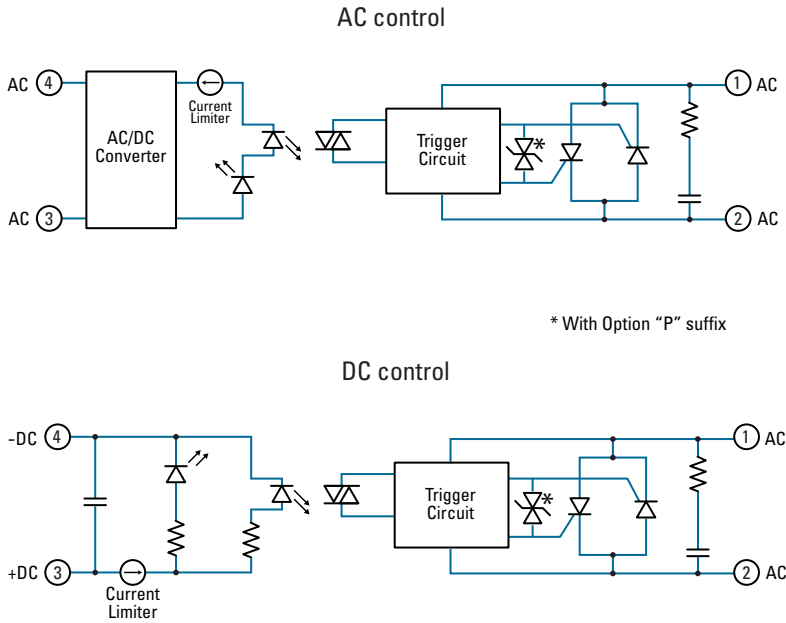 AC control
AC 4
1 AC
Current
Limiter
AC/DC
Converter
Trigger
Circuit
*
AC 3
2 AC
* With Option “P” suffix
DC control
-DC 4
1 AC
Trigger
Circuit
*
+DC 3
2 AC
Current
Limiter